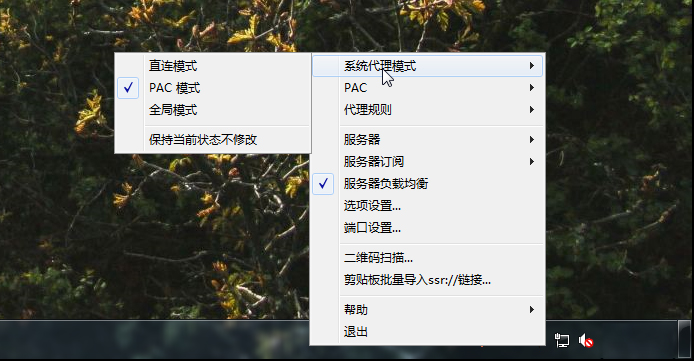 直连模式
PAC 模式
全局模式
保持当前状态不修改
系统代理模式
PAC
代理规则
服务器
服务器订阅
服务器负载均衡
选项设置...
端口设置...
二维码扫描...
剪贴板批量导入ssr://链接...
帮助
退出